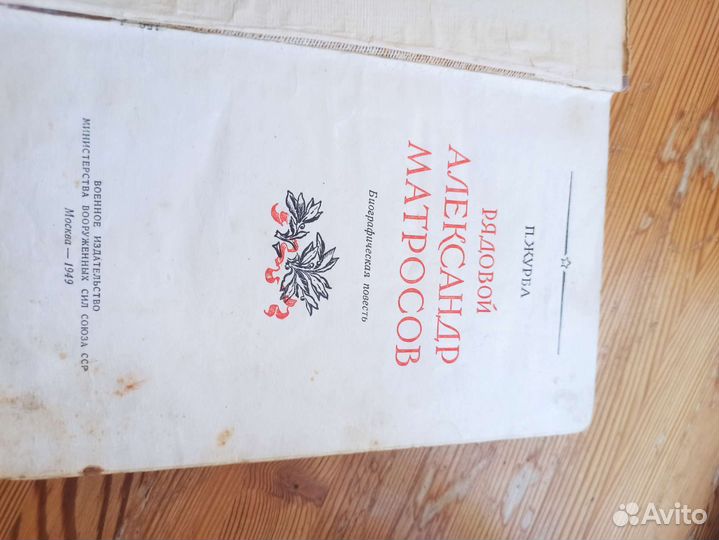 П. ЖУРБА
РЯДОВОЙ
АЛЕКСАНДР
МАТРОСОВ
Биографическая повесть
ВОЕННОЕ ИЗДАТЕЛЬСТВО
МИНИСТЕРСТВА ВООРУЖЕННЫХ СИЛ СОЮЗА ССР
Москва — 1949
Avito